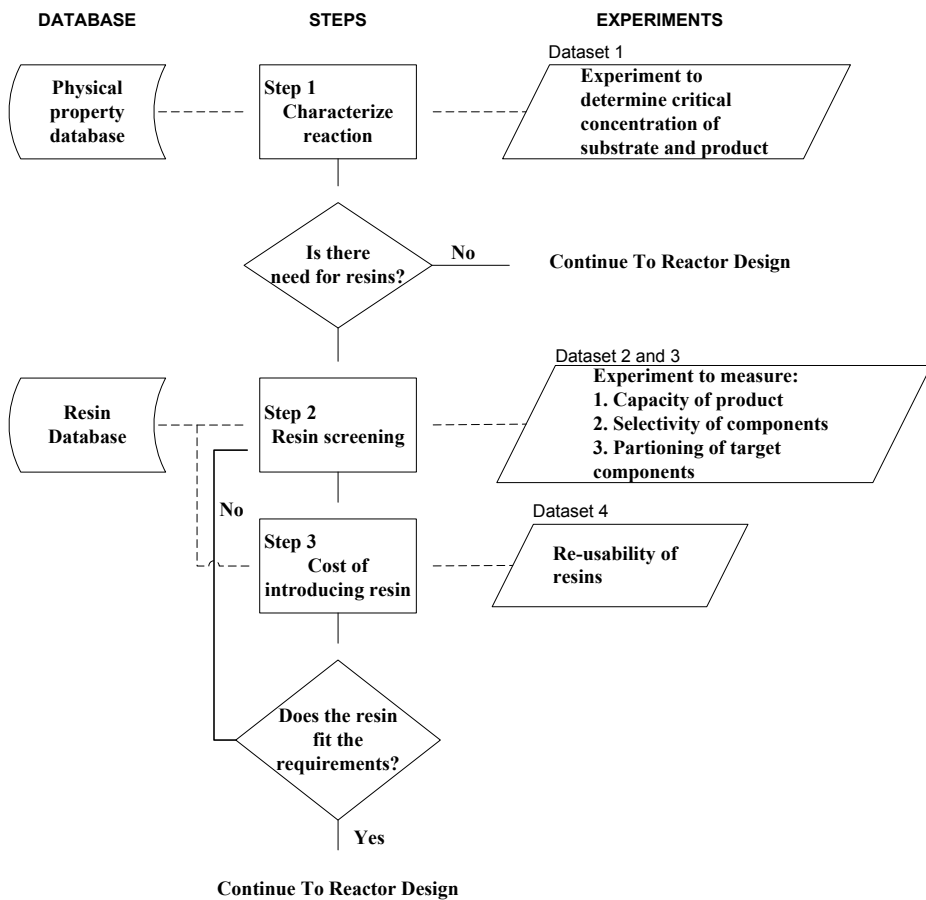 DATABASE
STEPS
EXPERIMENTS
Physical
property
database
Step 1
Characterize
reaction
Dataset 1
Experiment to
determine critical
concentration of
substrate and product
Is there
need for resins?
No
Continue To Reactor Design
Resin
Database
Step 2
Resin screening
Dataset 2 and 3
Experiment to measure:
1. Capacity of product
2. Selectivity of components
3. Partioning of target
components
No
Step 3
Cost of
introducing resin
Dataset 4
Re-usability of
resins
Does the resin
fit the
requirements?
Yes
Continue To Reactor Design